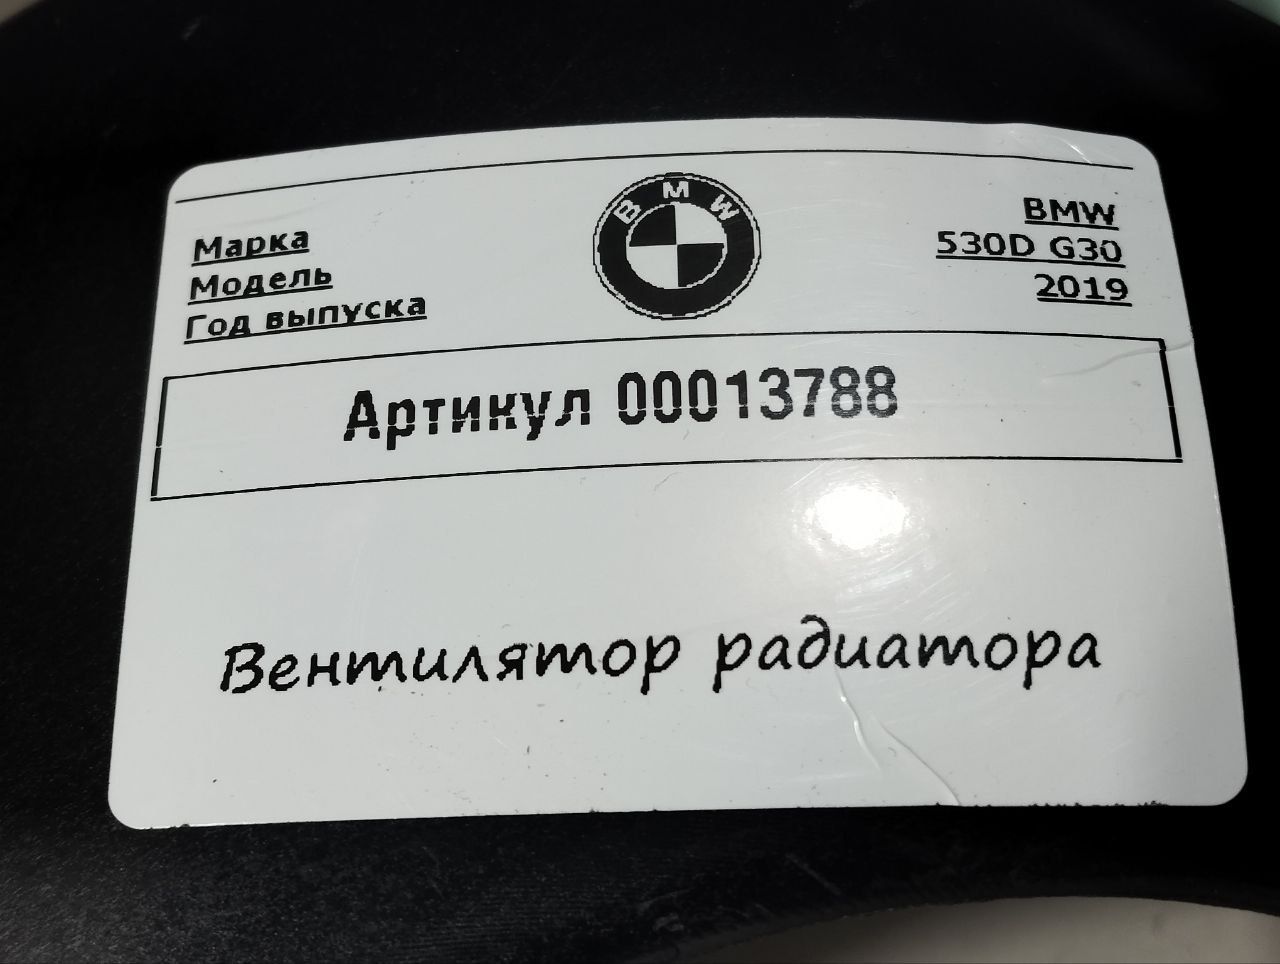 Марка
Модель
Год выпуска
BMW
BMW
530D G30
2019
Артикул 00013788
Вентилятор радиатора